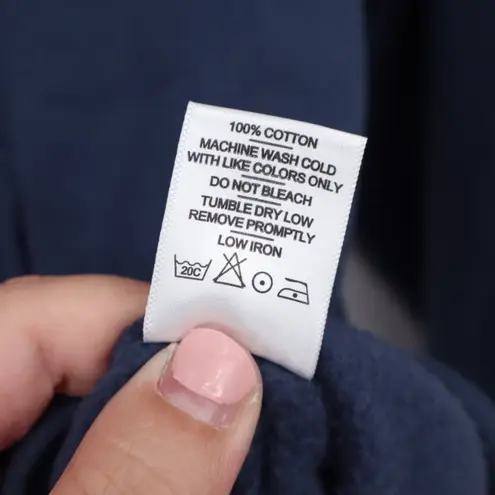 100% COTTON
MACHINE WASH COLD
WITH LIKE COLORS ONLY
DO NOT BLEACH
TUMBLE DRY LOW
REMOVE PROMPTLY
LOW IRON
20C